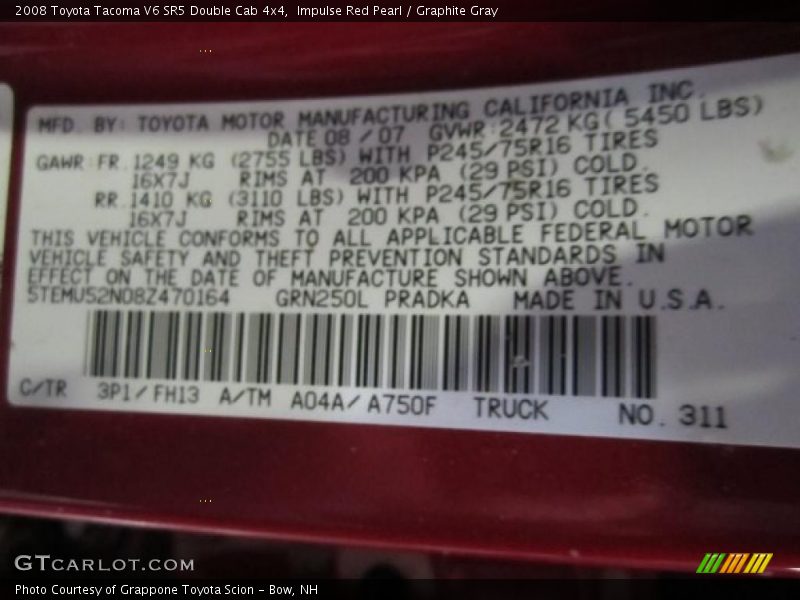 2008 Toyota Tacoma V6 SR5 Double Cab 4x4, Impulse Red Pearl / Graphite Gray
MFD. BY: TOYOTA MOTOR MANUFACTURING CALIFORNIA INC.
DATE 08 / 07 GVWR:2472 KG( 5450 LBS)
GAWR:FR. 1249 KG (2755 LBS) WITH P245/75R16 TIRES
16X7J RIMS AT 200 KPA (29 PSI) COLD.
RR. 1410 KG (3110 LBS) WITH P245/75R16 TIRES
16X7J RIMS AT 200 KPA (29 PSI) COLD.
THIS VEHICLE CONFORMS TO ALL APPLICABLE FEDERAL MOTOR
VEHICLE SAFETY AND THEFT PREVENTION STANDARDS IN
EFFECT ON THE DATE OF MANUFACTURE SHOWN ABOVE.
5TEMU52N08Z470164 GRN250L PRADKA MADE IN U.S.A.
C/TR 3P1/FH13 A/TM A04A/A750F TRUCK NO. 311
GTCARLOT.COM
Photo Courtesy of Grappone Toyota Scion - Bow, NH